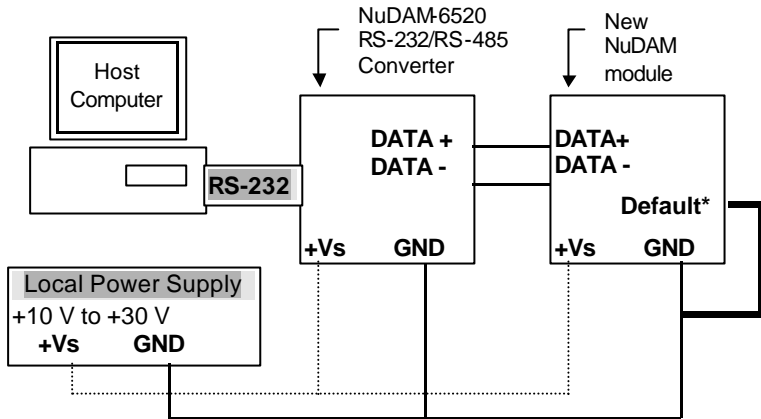 NuDAM-6520
RS-232/RS-485
Converter
New
NuDAM
module
Host
Computer
RS-232
DATA +
DATA -
+Vs GND
DATA+
DATA -
Default*
+Vs GND
Local Power Supply
+10 V to +30 V
+Vs GND